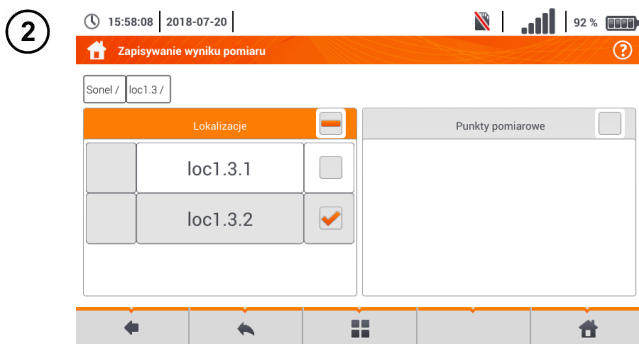 2
15:58:08 2018-07-20 92 %
Zapisywanie wyniku pomiaru ?
Sonel / loc1.3 /
Lokalizacje Punkty pomiarowe
loc1.3.1
loc1.3.2